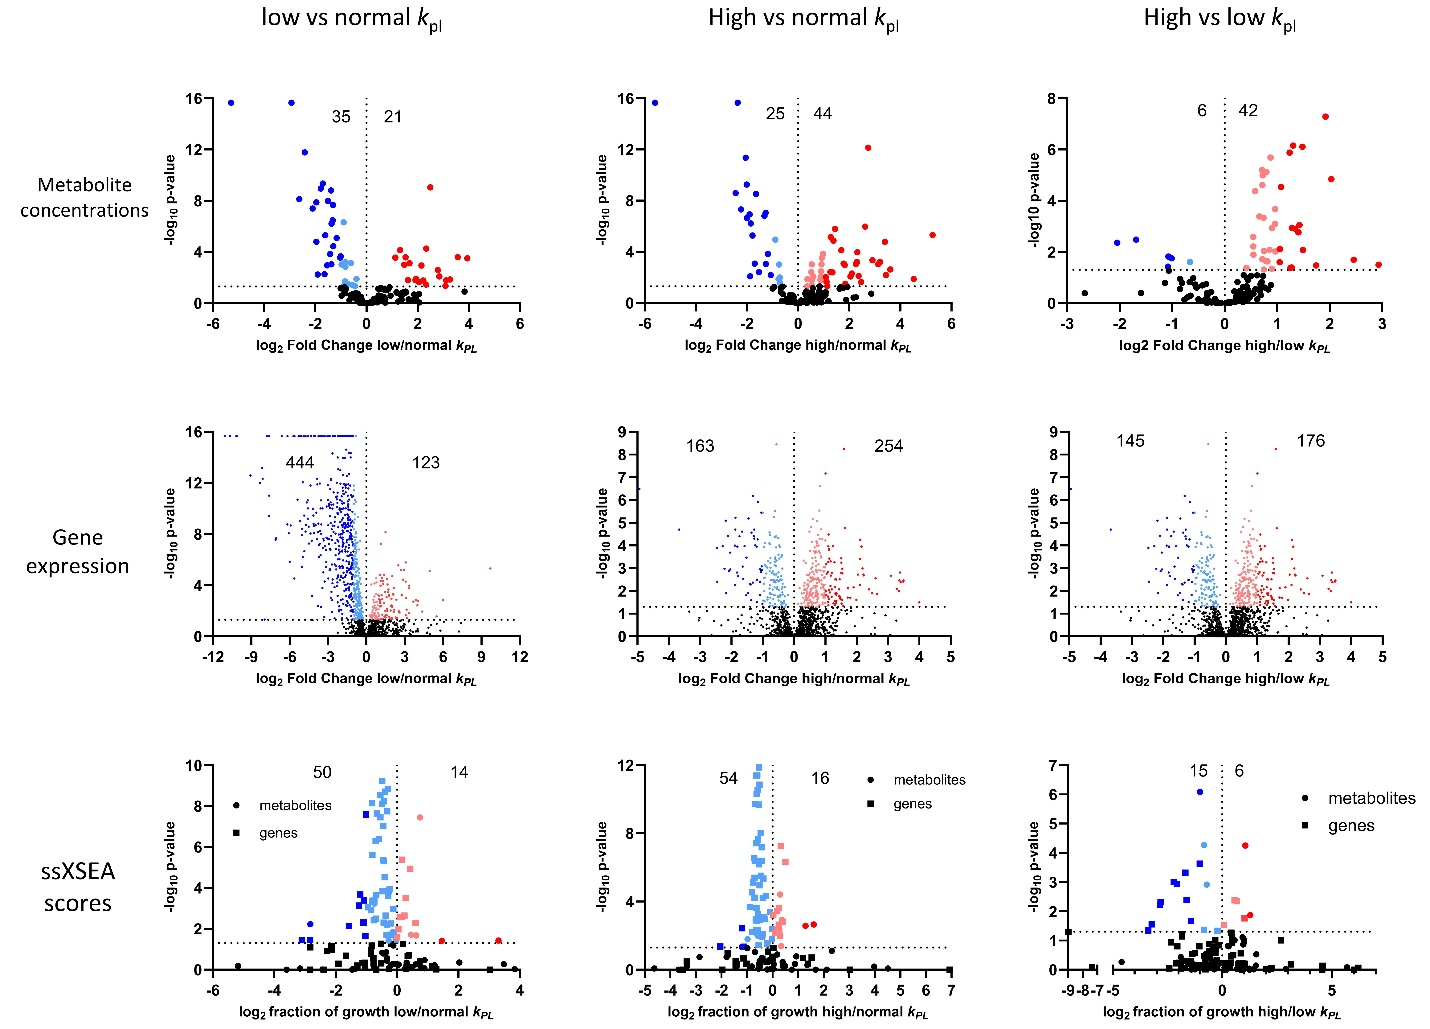 low vs normal kpl
High vs normal kpl
High vs low kpl
Metabolite
concentrations
-log10 p-value
16
12
8
4
0
35
21
-6 -4 -2 0 2 4 6
log2 Fold Change low/normal kPL
-log10 p-value
16
12
8
4
0
25
44
-6 -4 -2 0 2 4 6
log2 Fold Change high/normal kPL
-log10 p-value
8
6
4
2
0
6
42
-3 -2 -1 0 1 2 3
log2 Fold Change high/low kPL
Gene
expression
-log10 p-value
16
12
8
4
0
444
123
-12 -9 -6 -3 0 3 6 9 12
log2 Fold Change low/normal kPL
-log10 p-value
9
8
7
6
5
4
3
2
1
0
163
254
-5 -4 -3 -2 -1 0 1 2 3 4 5
log2 Fold Change high/normal kPL
-log10 p-value
9
8
7
6
5
4
3
2
1
0
145
176
-5 -4 -3 -2 -1 0 1 2 3 4 5
log2 Fold Change high/low kPL
ssXSEA
scores
-log10 p-value
10
8
6
4
2
0
50
14
metabolites
genes
-6 -4 -2 0 2 4
log2 fraction of growth low/normal kPL
-log10 p-value
12
8
4
0
54
16
metabolites
genes
-5 -4 -3 -2 -1 0 1 2 3 4 5 6 7
log2 fraction of growth high/normal kPL
-log10 p-value
7
6
5
4
3
2
1
0
15
6
metabolites
genes
-9 -8 -7 -5 0 5
log2 fraction of growth high/low kPL